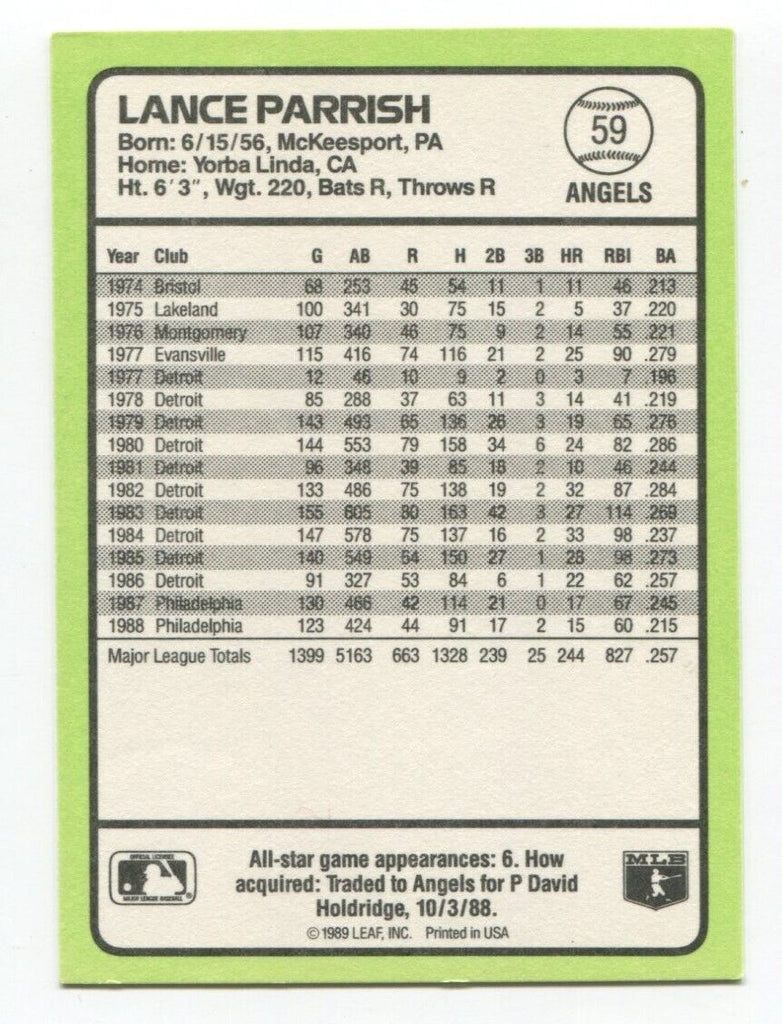 LANCE PARRISH
Born: 6/15/56, McKeesport, PA
Home: Yorba Linda, CA
Ht. 6'3", Wgt. 220, Bats R, Throws R
59
ANGELS
Year Club G AB R H 2B 3B HR RBI BA
1974 Bristol 68 253 45 54 11 1 11 46 .213
1975 Lakeland 100 341 30 75 15 2 5 37 .220
1976 Montgomery 107 340 46 75 9 2 14 55 .221
1977 Evansville 115 416 74 116 21 2 25 90 .279
1977 Detroit 12 46 10 9 2 0 3 7 .196
1978 Detroit 85 288 37 63 11 3 14 41 .219
1979 Detroit 143 493 65 136 26 3 19 65 .276
1980 Detroit 144 553 79 158 34 6 24 82 .286
1981 Detroit 96 348 39 85 18 2 10 46 .244
1982 Detroit 133 486 75 138 19 2 32 87 .284
1983 Detroit 155 605 80 163 42 3 27 114 .269
1984 Detroit 147 578 75 137 16 2 33 98 .237
1985 Detroit 140 549 64 150 27 1 28 98 .273
1986 Detroit 91 327 53 84 6 1 22 62 .257
1987 Philadelphia 130 466 42 114 21 0 17 67 .245
1988 Philadelphia 123 424 44 91 17 2 15 60 .215
Major League Totals 1399 5163 663 1328 239 25 244 827 .257
OFFICIAL LICENSEE
MAJOR LEAGUE BASEBALL
®
All-star game appearances: 6. How
acquired: Traded to Angels for P David
Holdridge, 10/3/88.
© 1989 LEAF, INC. Printed in USA
MLB